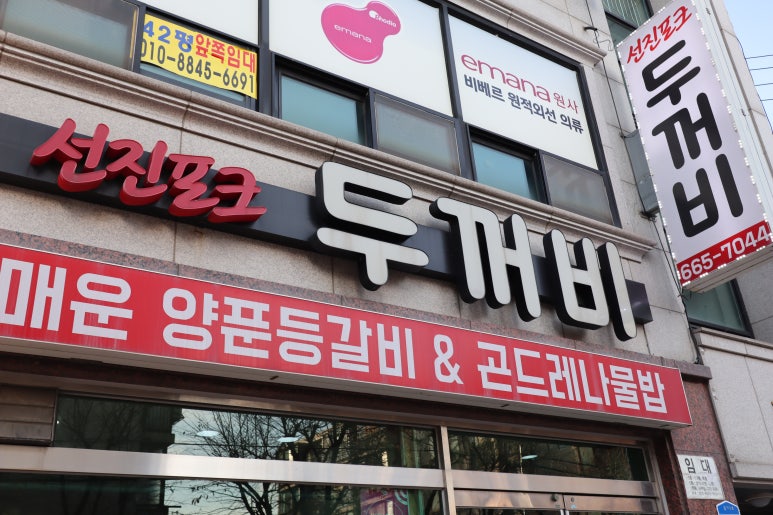 42평 앞쪽임대
010-8845-6691
emana
emana 원사
비베르 원적외선 의류
선진포크
두꺼비
665-7044
선진포크 두꺼비
매운 양푼등갈비 & 곤드레나물밥
임대